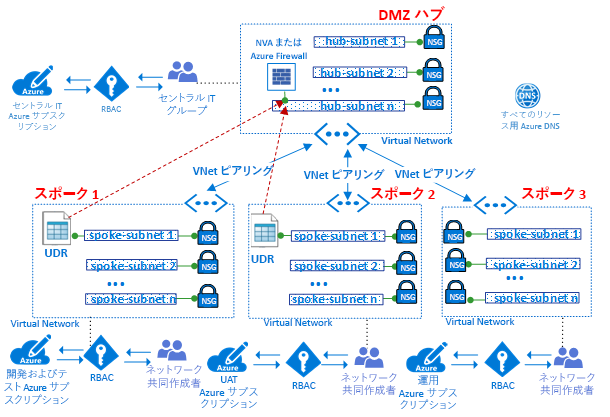 DMZ ハブ
NVA または
Azure Firewall
hub-subnet 1
NSG
hub-subnet 2
NSG
hub-subnet n
NSG
Virtual Network
Azure
セントラル IT
Azure サブスク
リプション
RBAC
セントラル IT
グループ
DNS
すべてのリソー
ス用 Azure DNS
VNet ピアリング
VNet ピアリング
VNet ピアリング
スポーク 1
UDR
spoke-subnet 1
NSG
spoke-subnet 2
NSG
spoke-subnet n
NSG
Virtual Network
スポーク 2
UDR
spoke-subnet 1
NSG
spoke-subnet 2
NSG
spoke-subnet n
NSG
Virtual Network
スポーク 3
NSG
spoke-subnet 1
NSG
spoke-subnet 2
NSG
spoke-subnet n
Virtual Network
Azure
開発およびテ
スト Azure サブ
スクリプション
RBAC
ネットワーク
共同作成者
Azure
UAT
Azure サブス
クリプション
RBAC
ネットワーク
共同作成者
Azure
運用
Azure サブス
クリプション
RBAC
ネットワーク
共同作成者